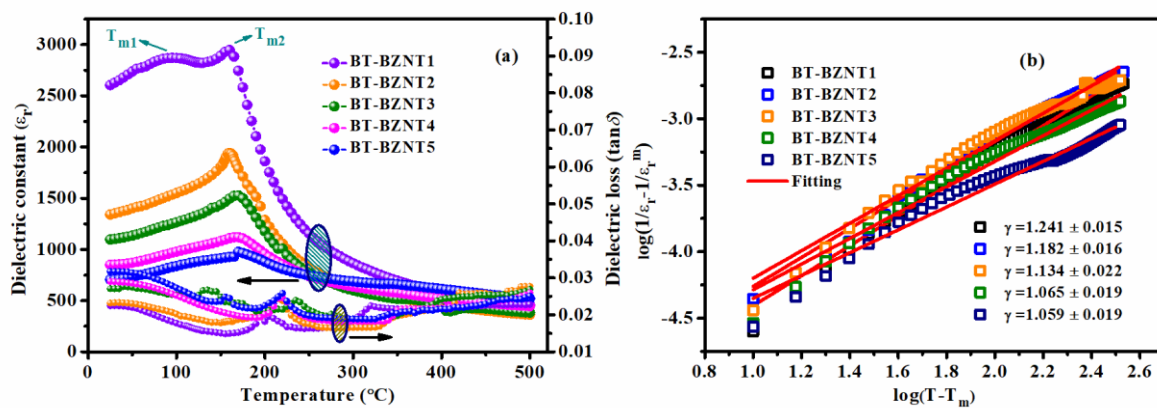 T_m1
T_m2
(a)
BT-BZNT1
BT-BZNT2
BT-BZNT3
BT-BZNT4
BT-BZNT5
Dielectric constant (ε_r)
3000
2500
2000
1500
1000
500
0
0
100
200
300
400
500
Temperature (°C)
0.10
0.09
0.08
0.07
0.06
0.05
0.04
0.03
0.02
0.01
Dielectric loss (tanδ)
(b)
BT-BZNT1
BT-BZNT2
BT-BZNT3
BT-BZNT4
BT-BZNT5
Fitting
γ =1.241 ± 0.015
γ =1.182 ± 0.016
γ =1.134 ± 0.022
γ =1.065 ± 0.019
γ =1.059 ± 0.019
log(1/ε_r-1/ε_r^m)
-2.5
-3.0
-3.5
-4.0
-4.5
0.8
1.0
1.2
1.4
1.6
1.8
2.0
2.2
2.4
2.6
log(T-T_m)